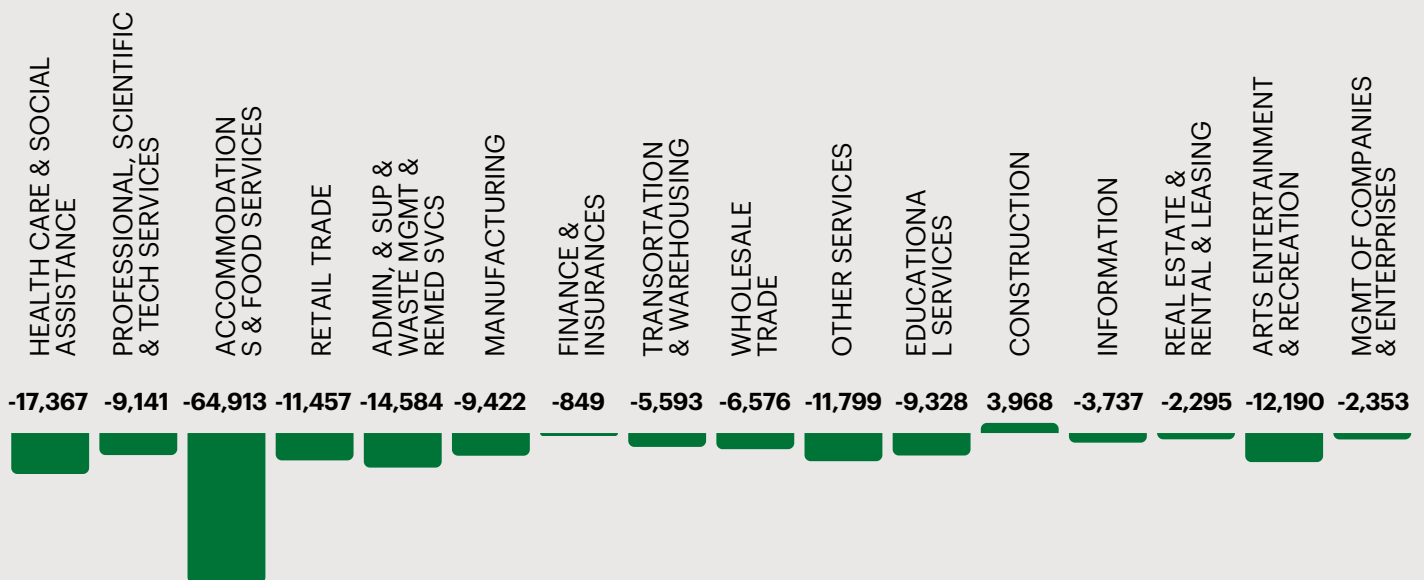 HEALTH CARE & SOCIAL
ASSISTANCE
PROFESSIONAL, SCIENTIFIC
& TECH SERVICES
ACCOMMODATION
S & FOOD SERVICES
RETAIL TRADE
ADMIN, & SUP &
WASTE MGMT &
REMED SVCS
MANUFACTURING
FINANCE &
INSURANCES
TRANSORTATION
& WAREHOUSING
WHOLESALE
TRADE
OTHER SERVICES
EDUCATIONA
L SERVICES
CONSTRUCTION
INFORMATION
REAL ESTATE &
RENTAL & LEASING
ARTS ENTERTAINMENT
& RECREATION
MGMT OF COMPANIES
& ENTERPRISES
-17,367 -9,141 -64,913 -11,457 -14,584 -9,422 -849 -5,593 -6,576 -11,799 -9,328 3,968 -3,737 -2,295 -12,190 -2,353